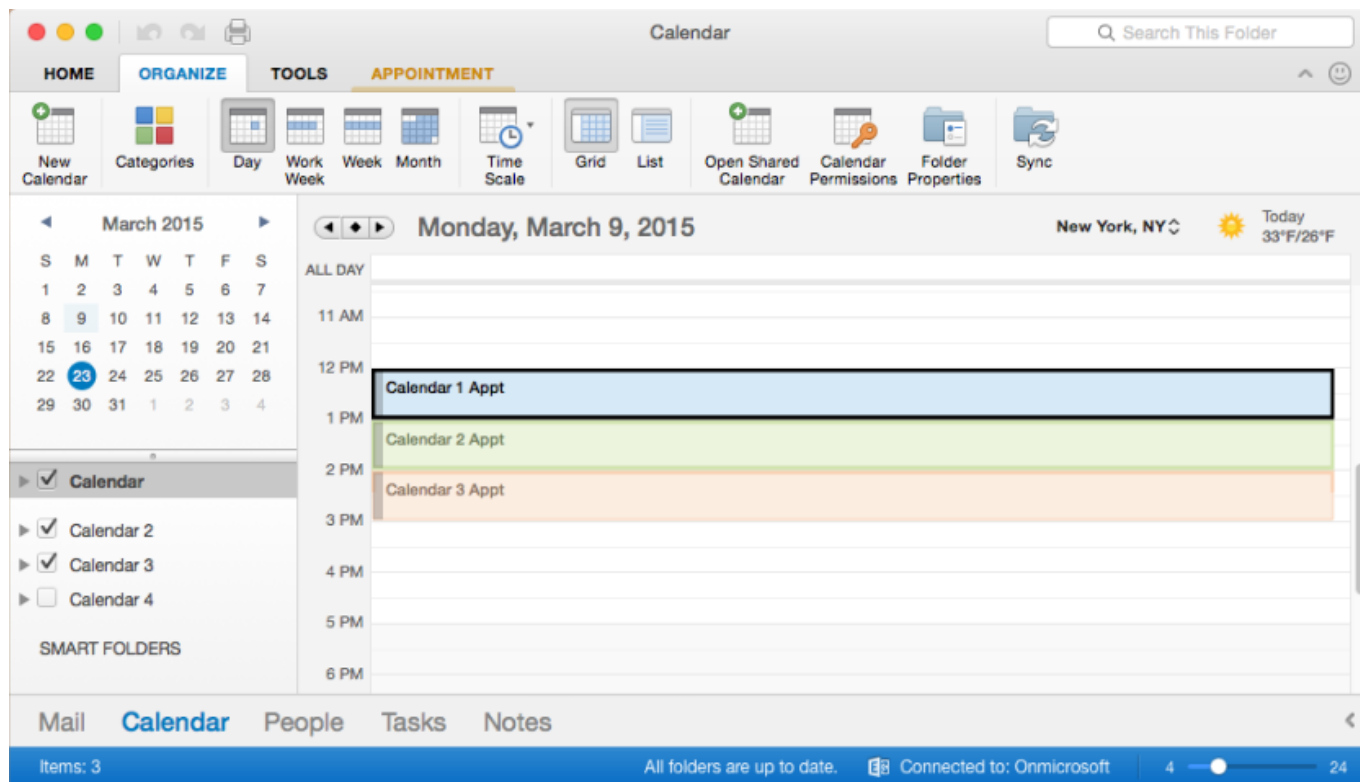 Calendar
Search This Folder
HOME ORGANIZE TOOLS APPOINTMENT
New Calendar
Categories
Day
Work Week
Week
Month
Time Scale
Grid
List
Open Shared Calendar
Calendar Permissions
Folder Properties
Sync
March 2015
S M T W T F S
1 2 3 4 5 6 7
8 9 10 11 12 13 14
15 16 17 18 19 20 21
22 23 24 25 26 27 28
29 30 31 1 2 3 4
Calendar
Calendar 2
Calendar 3
Calendar 4
SMART FOLDERS
Monday, March 9, 2015
New York, NY
Today
33°F/26°F
ALL DAY
11 AM
12 PM
Calendar 1 Appt
1 PM
Calendar 2 Appt
2 PM
Calendar 3 Appt
3 PM
4 PM
5 PM
6 PM
Mail Calendar People Tasks Notes
Items: 3
All folders are up to date.
Connected to: Onmicrosoft
4 24